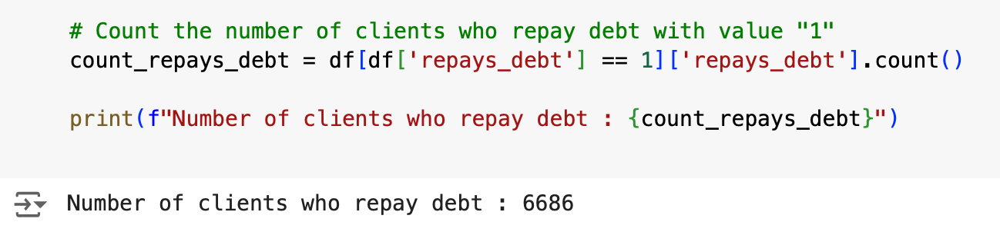 # Count the number of clients who repay debt with value "1"
count_repays_debt = df[df['repays_debt'] == 1]['repays_debt'].count()
print(f"Number of clients who repay debt : {count_repays_debt}")
Number of clients who repay debt : 6686